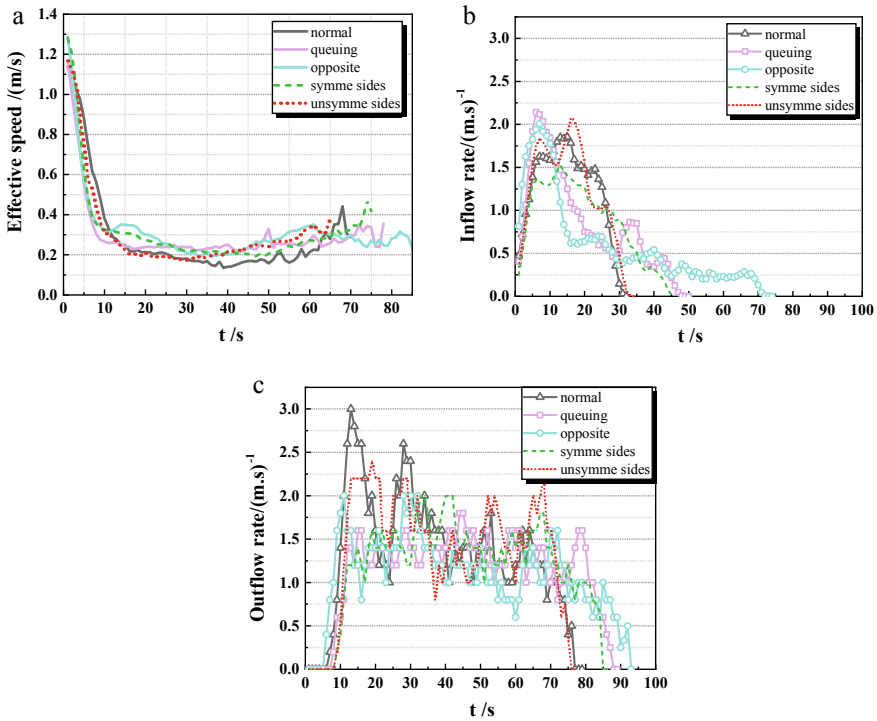 a
Effective speed /(m/s)
1.4
1.2
1.0
0.8
0.6
0.4
0.2
0.0
0 10 20 30 40 50 60 70 80
t /s
normal
queuing
opposite
symme sides
unsymme sides
b
Inflow rate/(m.s)⁻¹
3.0
2.5
2.0
1.5
1.0
0.5
0.0
0 10 20 30 40 50 60 70 80 90 100
t /s
normal
queuing
opposite
symme sides
unsymme sides
c
Outflow rate/(m.s)⁻¹
3.0
2.5
2.0
1.5
1.0
0.5
0.0
0 10 20 30 40 50 60 70 80 90 100
t /s
normal
queuing
opposite
symme sides
unsymme sides